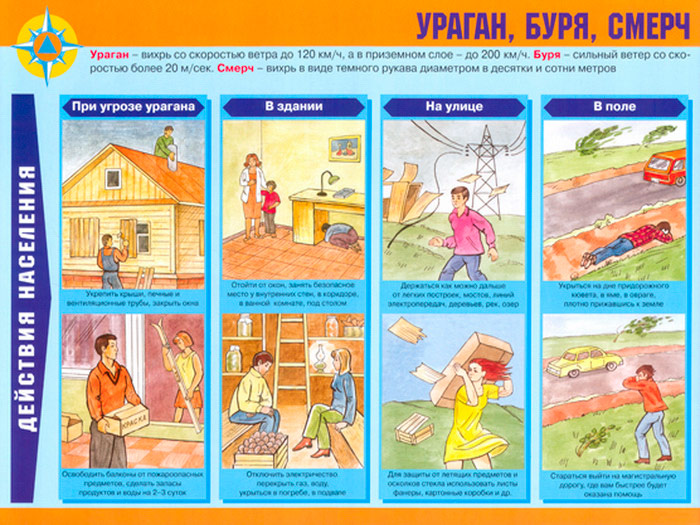 УРАГАН, БУРЯ, СМЕРЧ
Ураган – вихрь со скоростью ветра до 120 км/ч, а в приземном слое – до 200 км/ч. Буря – сильный ветер со ско-
ростью более 20 м/сек. Смерч – вихрь в виде темного рукава диаметром в десятки и сотни метров
ДЕЙСТВИЯ НАСЕЛЕНИЯ
При угрозе урагана
Укрепить крыши, печные и
вентиляционные трубы, закрыть окна
КРАСКА
Освободить балконы от пожароопасных
предметов, сделать запасы
продуктов и воды на 2–3 суток
В здании
Отойти от окон, занять безопасное
место у внутренних стен, в коридоре,
в ванной комнате, под столом
Отключить электричество
перекрыть газ, воду,
укрыться в погребе, в подвале
На улице
Держаться как можно дальше
от легких построек, мостов, линий
электропередач, деревьев, рек, озер
Для защиты от летящих предметов и
осколков стекла использовать листы
фанеры, картонные коробки и др.
В поле
Укрыться на дне придорожного
кювета, в яме, в овраге,
плотно прижавшись к земле
Стараться выйти на магистральную
дорогу, где вам быстрее будет
оказана помощь